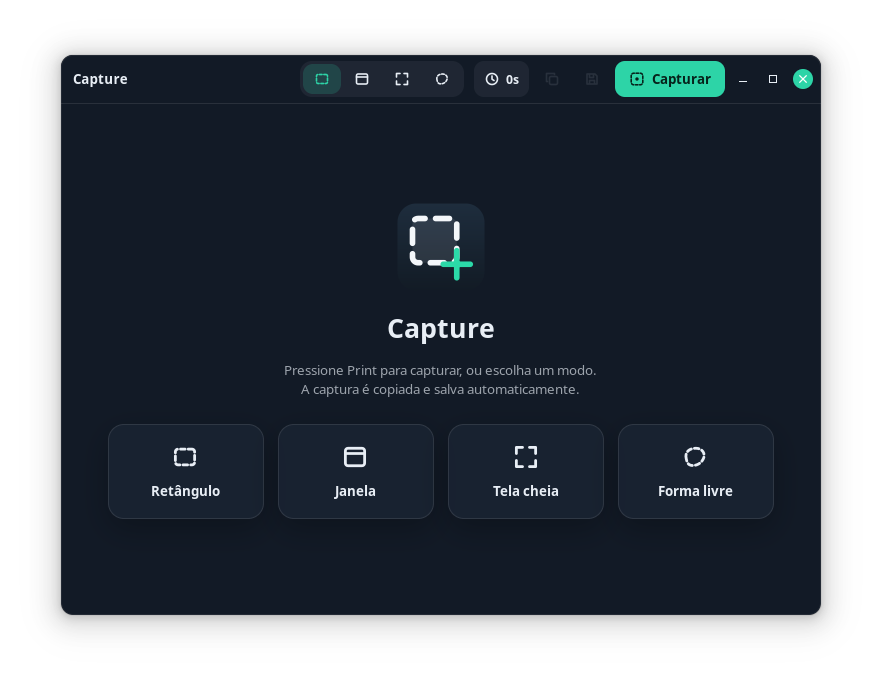 Capture
0s
Capturar
Capture
Pressione Print para capturar, ou escolha um modo.
A captura é copiada e salva automaticamente.
Retângulo
Janela
Tela cheia
Forma livre